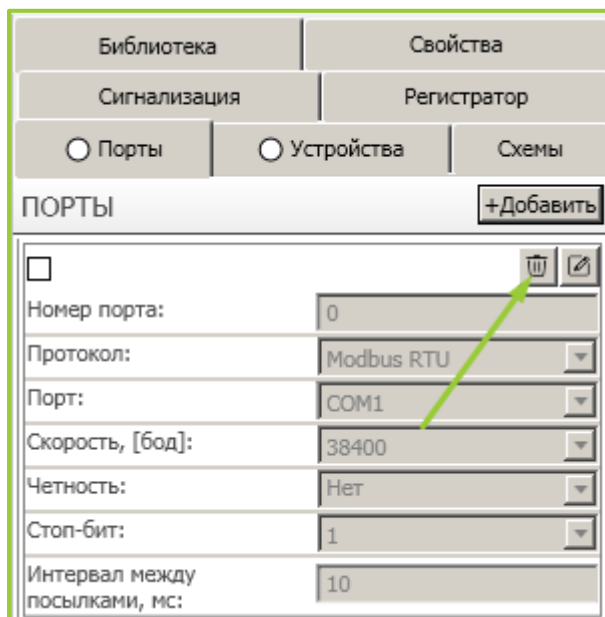 Библиотека
Свойства
Сигнализация
Регистратор
Порты
Устройства
Схемы
ПОРТЫ
+Добавить
Номер порта:
0
Протокол:
Modbus RTU
Порт:
COM1
Скорость, [бод]:
38400
Четность:
Нет
Стоп-бит:
1
Интервал между
посылками, мс:
10